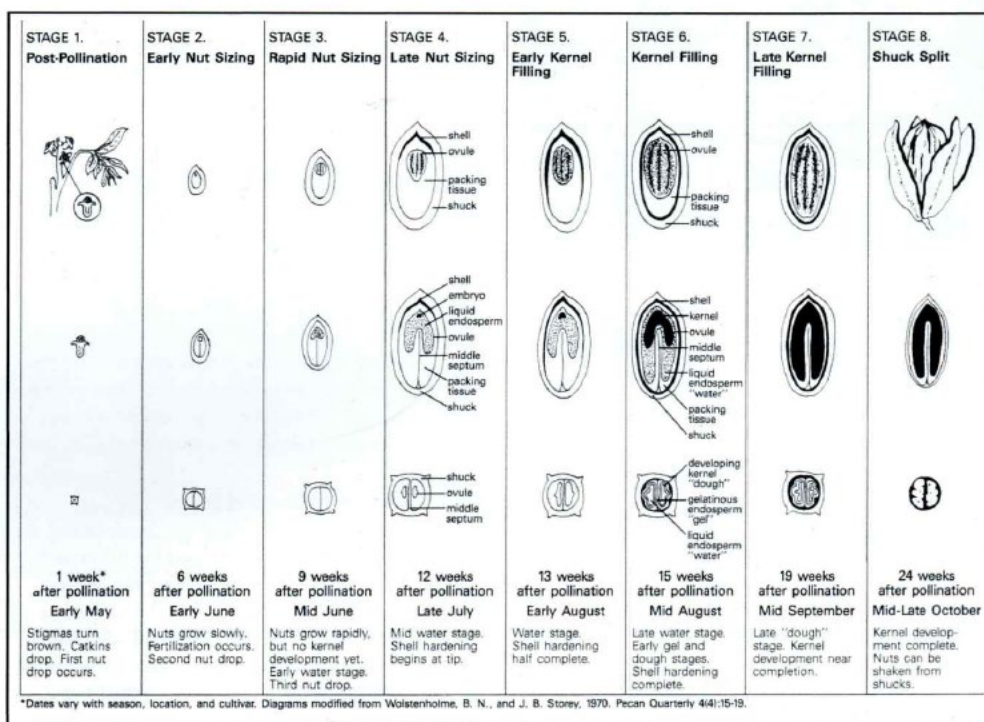 STAGE 1.
Post-Pollination
STAGE 2.
Early Nut Sizing
STAGE 3.
Rapid Nut Sizing
STAGE 4.
Late Nut Sizing
STAGE 5.
Early Kernel
Filling
STAGE 6.
Kernel Filling
STAGE 7.
Late Kernel
Filling
STAGE 8.
Shuck Split
shell
ovule
packing
tissue
shuck
shell
ovule
packing
tissue
shuck
shell
embryo
liquid
endosperm
ovule
middle
septum
packing
tissue
shuck
shell
kernel
ovule
middle
septum
liquid
endosperm
"water"
packing
tissue
shuck
shuck
ovule
middle
septum
developing
kernel
"dough"
gelatinous
endosperm
"gel"
liquid
endosperm
"water"
1 week*
after pollination
Early May
Stigmas turn
brown. Catkins
drop. First nut
drop occurs.
6 weeks
after pollination
Early June
Nuts grow slowly.
Fertilization occurs.
Second nut drop.
9 weeks
after pollination
Mid June
Nuts grow rapidly,
but no kernel
development yet.
Early water stage.
Third nut drop.
12 weeks
after pollination
Late July
Mid water stage.
Shell hardening
begins at tip.
13 weeks
after pollination
Early August
Water stage.
Shell hardening
half complete.
15 weeks
after pollination
Mid August
Late water stage.
Early gel and
dough stages.
Shell hardening
complete.
19 weeks
after pollination
Mid September
Late "dough"
stage. Kernel
development near
completion.
24 weeks
after pollination
Mid-Late October
Kernel develop-
ment complete.
Nuts can be
shaken from
shucks.
*Dates vary with season, location, and cultivar. Diagrams modified from Wolstenholme, B. N., and J. B. Storey, 1970. Pecan Quarterly 4(4):15-19.